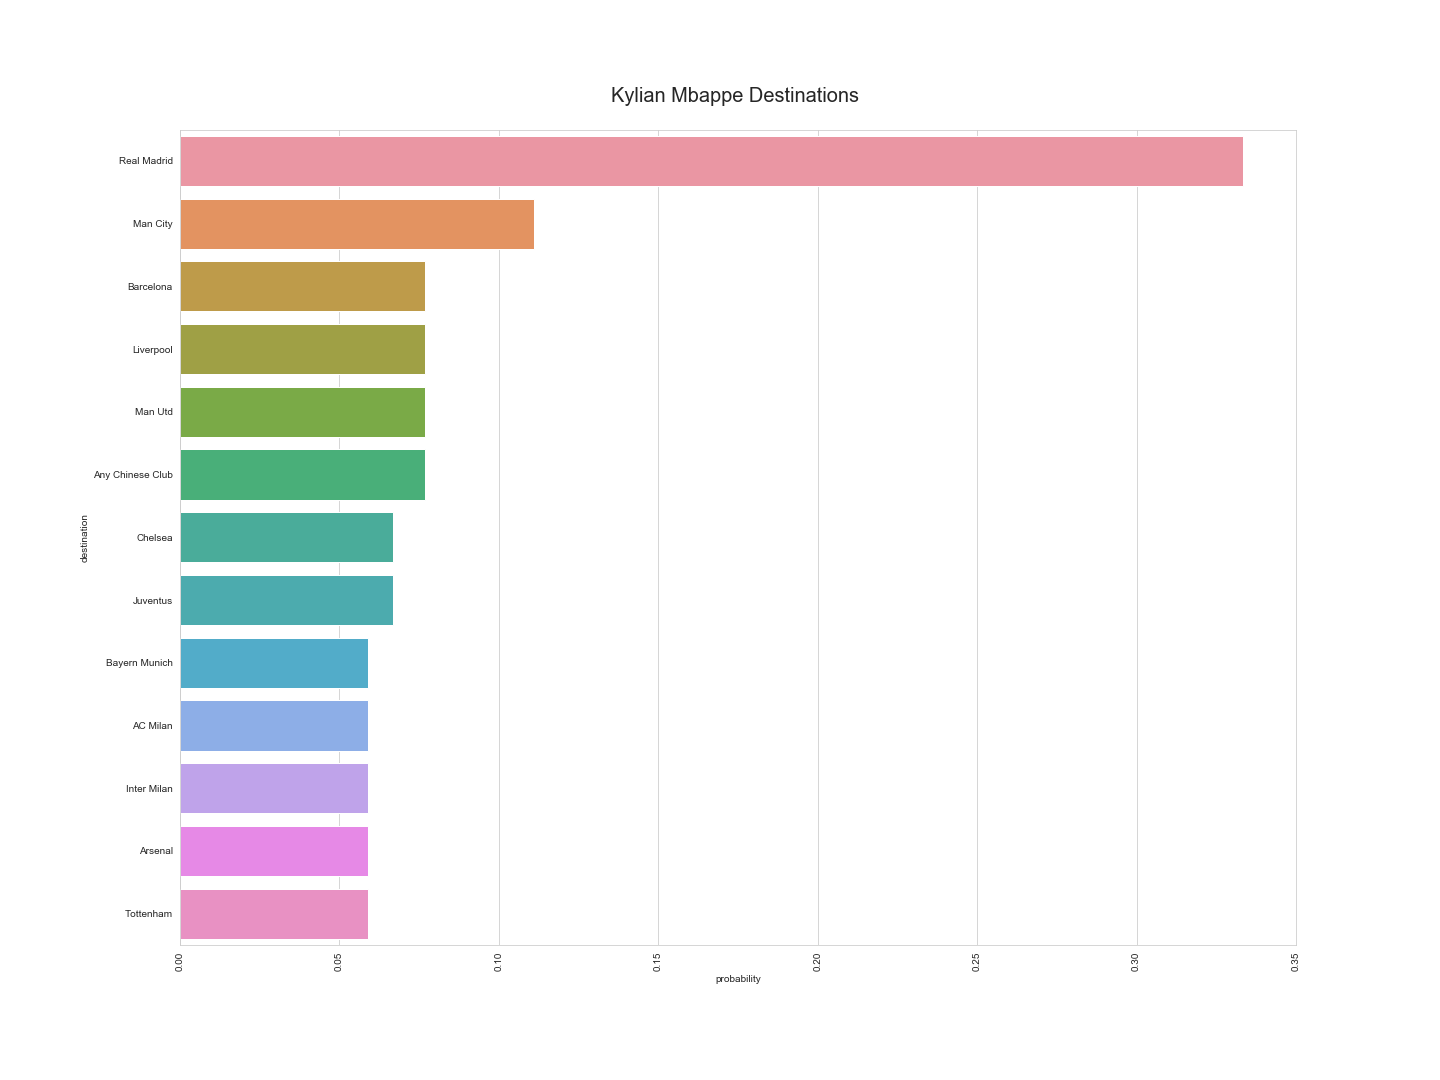 Kylian Mbappe Destinations
Real Madrid
Man City
Barcelona
Liverpool
Man Utd
Any Chinese Club
Chelsea
Juventus
Bayern Munich
AC Milan
Inter Milan
Arsenal
Tottenham
destination
0.00
0.05
0.10
0.15
0.20
0.25
0.30
0.35
probability